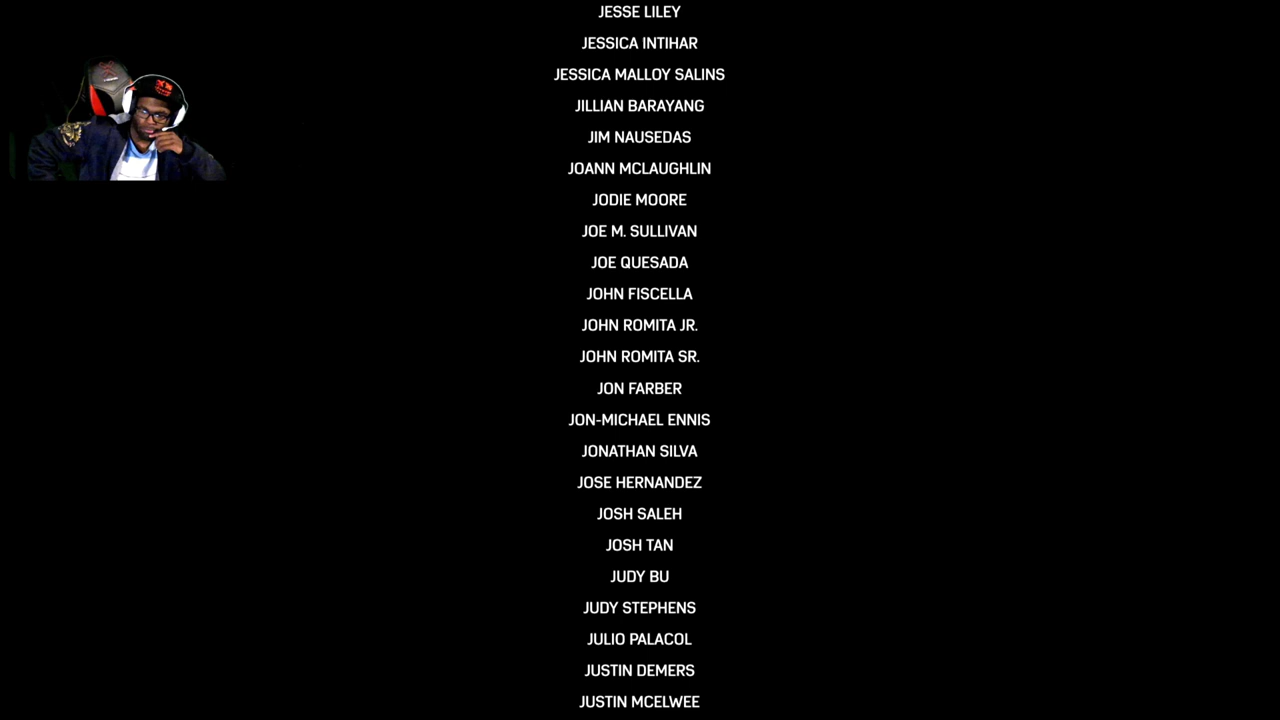 JESSE LILEY
JESSICA INTIHAR
JESSICA MALLOY SALINS
JILLIAN BARAYANG
JIM NAUSEDAS
JOANN MCLAUGHLIN
JODIE MOORE
JOE M. SULLIVAN
JOE QUESADA
JOHN FISCELLA
JOHN ROMITA JR.
JOHN ROMITA SR.
JON FARBER
JON-MICHAEL ENNIS
JONATHAN SILVA
JOSE HERNANDEZ
JOSH SALEH
JOSH TAN
JUDY BU
JUDY STEPHENS
JULIO PALACOL
JUSTIN DEMERS
JUSTIN MCELWEE